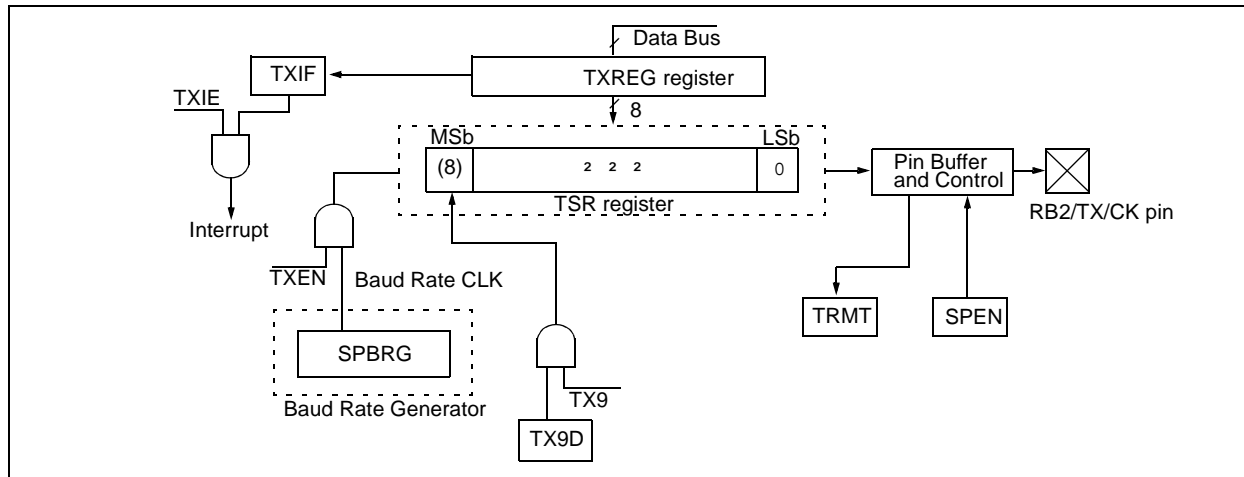 Data Bus
TXIF
TXREG register
TXIE
8
MSb
LSb
(8)
2 2 2
0
Pin Buffer
and Control
TSR register
RB2/TX/CK pin
Interrupt
TXEN
Baud Rate CLK
TRMT
SPEN
SPBRG
TX9
Baud Rate Generator
TX9D